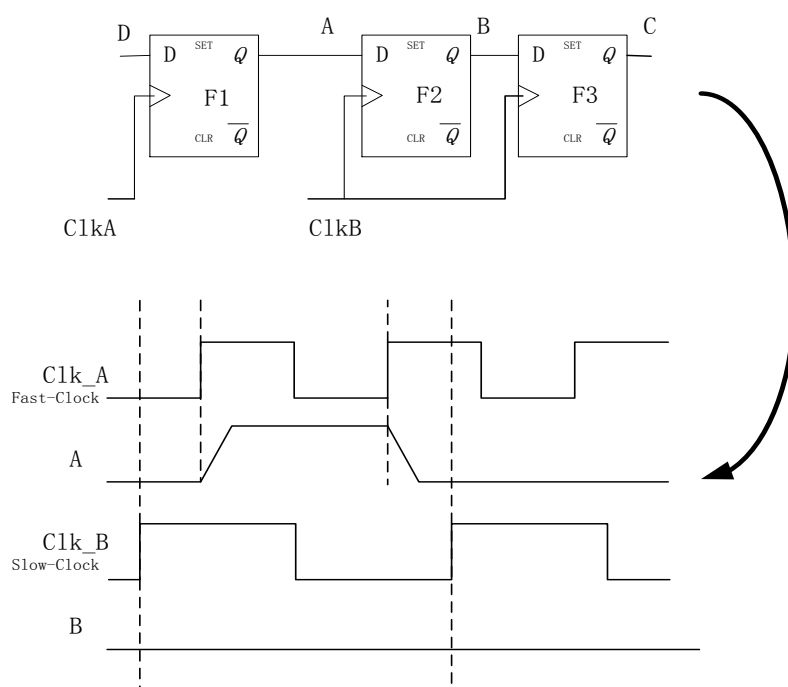 D A B C
D SET Q D SET Q D SET Q
F1 F2 F3
CLR Q CLR Q CLR Q
ClkA ClkB
Clk_A
Fast-Clock
A
Clk_B
Slow-Clock
B